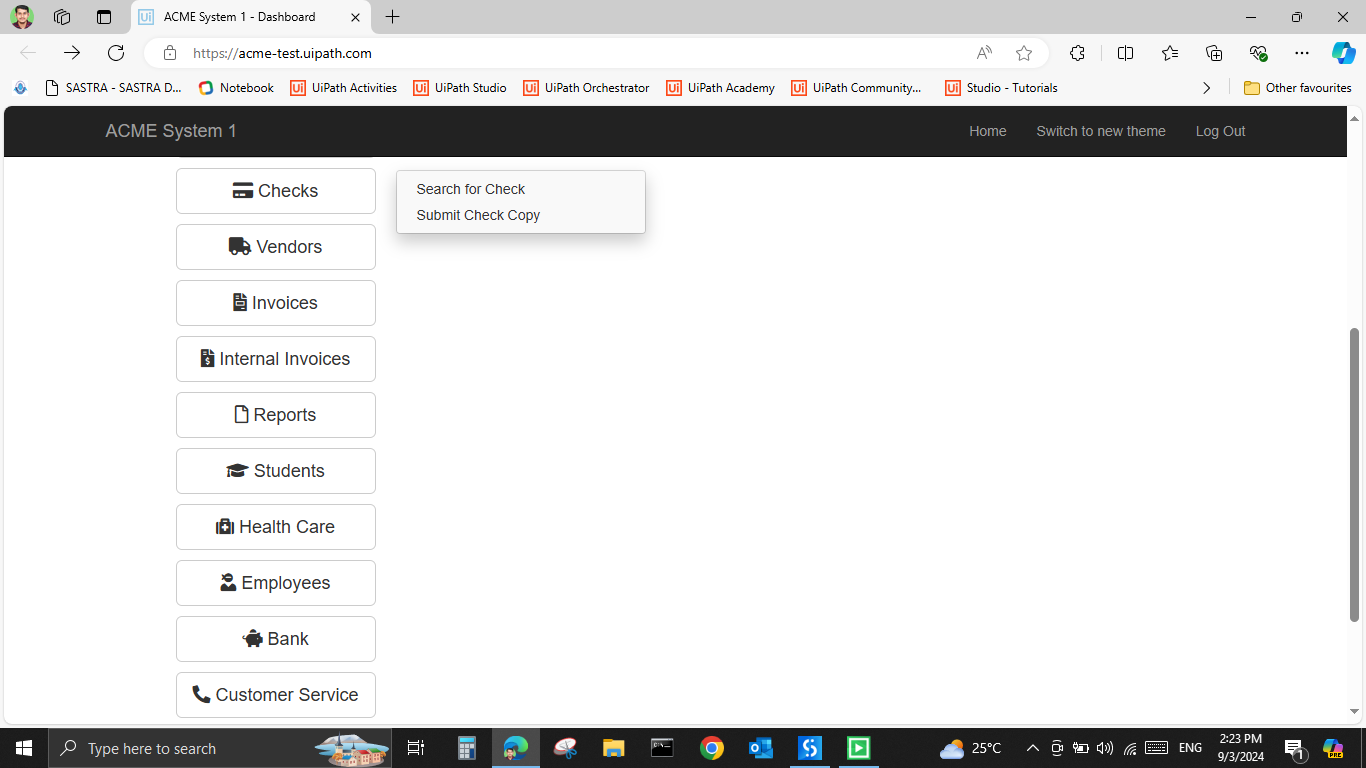 ACME System 1 - Dashboard
https://acme-test.uipath.com
SASTRA - SASTRA D... Notebook UiPath Activities UiPath Studio UiPath Orchestrator UiPath Academy UiPath Community... Studio - Tutorials Other favourites
ACME System 1 Home Switch to new theme Log Out
Checks
Search for Check
Submit Check Copy
Vendors
Invoices
Internal Invoices
Reports
Students
Health Care
Employees
Bank
Customer Service
Type here to search
25°C
ENG
2:23 PM
9/3/2024
1